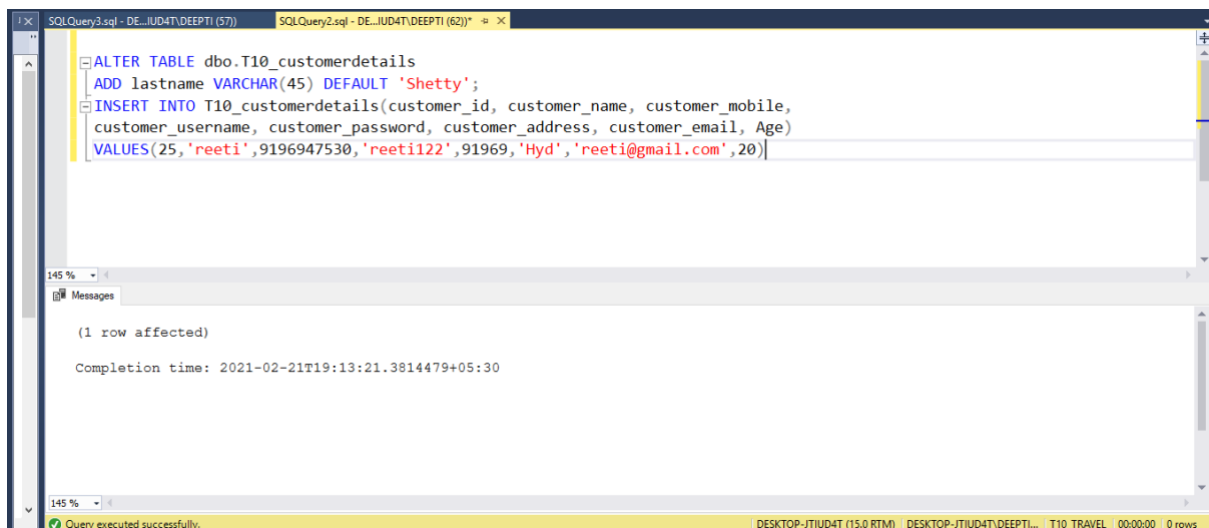 SQLQuery3.sql - DE...IUD4T\DEEPTI (57))
SQLQuery2.sql - DE...IUD4T\DEEPTI (62))*
ALTER TABLE dbo.T10_customerdetails
ADD lastname VARCHAR(45) DEFAULT 'Shetty';
INSERT INTO T10_customerdetails(customer_id, customer_name, customer_mobile,
customer_username, customer_password, customer_address, customer_email, Age)
VALUES(25,'reeti',9196947530,'reeti122',91969,'Hyd','reeti@gmail.com',20)
145 %
Messages
(1 row affected)
Completion time: 2021-02-21T19:13:21.3814479+05:30
145 %
Query executed successfully. DESKTOP-JTIUD4T (15.0 RTM) DESKTOP-JTIUD4T\DEEPTI... T10_TRAVEL 00:00:00 0 rows